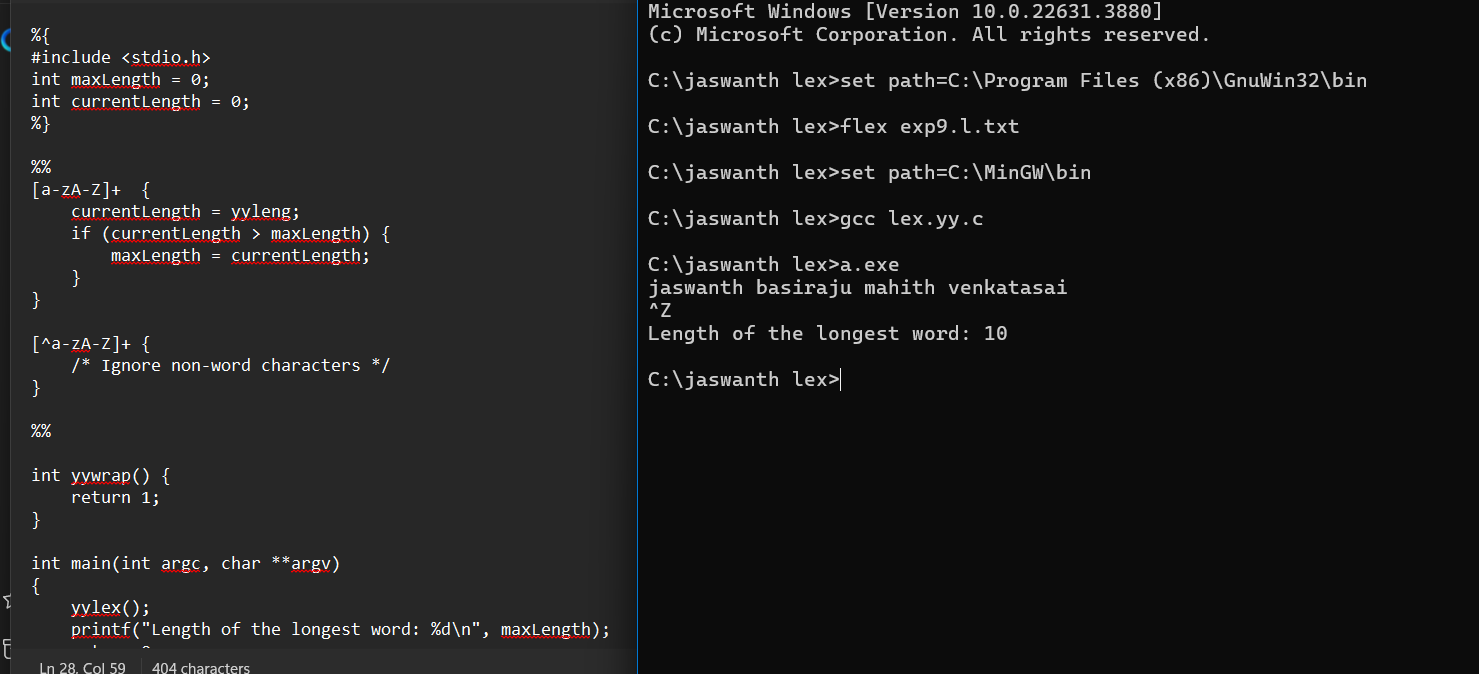 %{
#include <stdio.h>
int maxLength = 0;
int currentLength = 0;
%}
%%
[a-zA-Z]+  {
    currentLength = yyleng;
    if (currentLength > maxLength) {
        maxLength = currentLength;
    }
}
[^a-zA-Z]+ {
    /* Ignore non-word characters */
}
%%
int yywrap() {
    return 1;
}
int main(int argc, char **argv)
{
    yylex();
    printf("Length of the longest word: %d\n", maxLength);
Ln 28, Col 59
404 characters
Microsoft Windows [Version 10.0.22631.3880]
(c) Microsoft Corporation. All rights reserved.
C:\jaswanth lex>set path=C:\Program Files (x86)\GnuWin32\bin
C:\jaswanth lex>flex exp9.l.txt
C:\jaswanth lex>set path=C:\MinGW\bin
C:\jaswanth lex>gcc lex.yy.c
C:\jaswanth lex>a.exe
jaswanth basiraju mahith venkatasai
^Z
Length of the longest word: 10
C:\jaswanth lex>